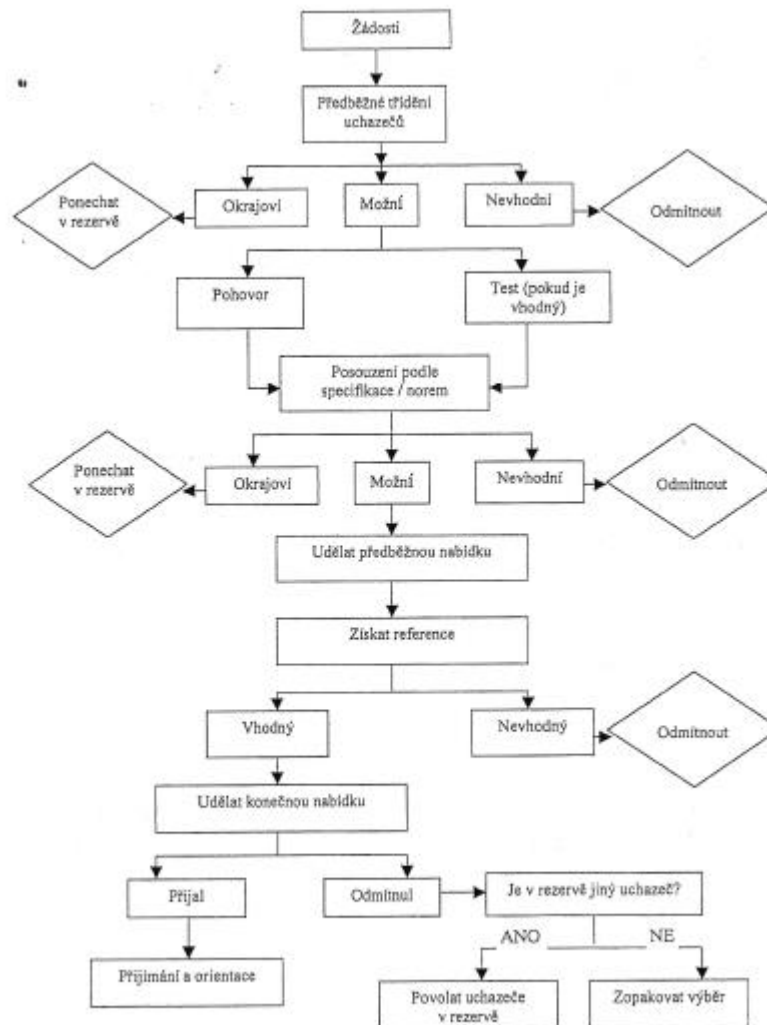 Žádosti
Předběžné třídění
uchazečů
Ponechat
v rezervě
Okrajoví
Možní
Nevhodní
Odmítnout
Pohovor
Test (pokud je
vhodný)
Posouzení podle
specifikace / norem
Ponechat
v rezervě
Okrajoví
Možní
Nevhodní
Odmítnout
Udělat předběžnou nabídku
Získat reference
Vhodný
Nevhodný
Odmítnout
Udělat konečnou nabídku
Přijal
Odmítnul
Je v rezervě jiný uchazeč?
ANO
NE
Přijímání a orientace
Povolat uchazeče
v rezervě
Zopakovat výběr